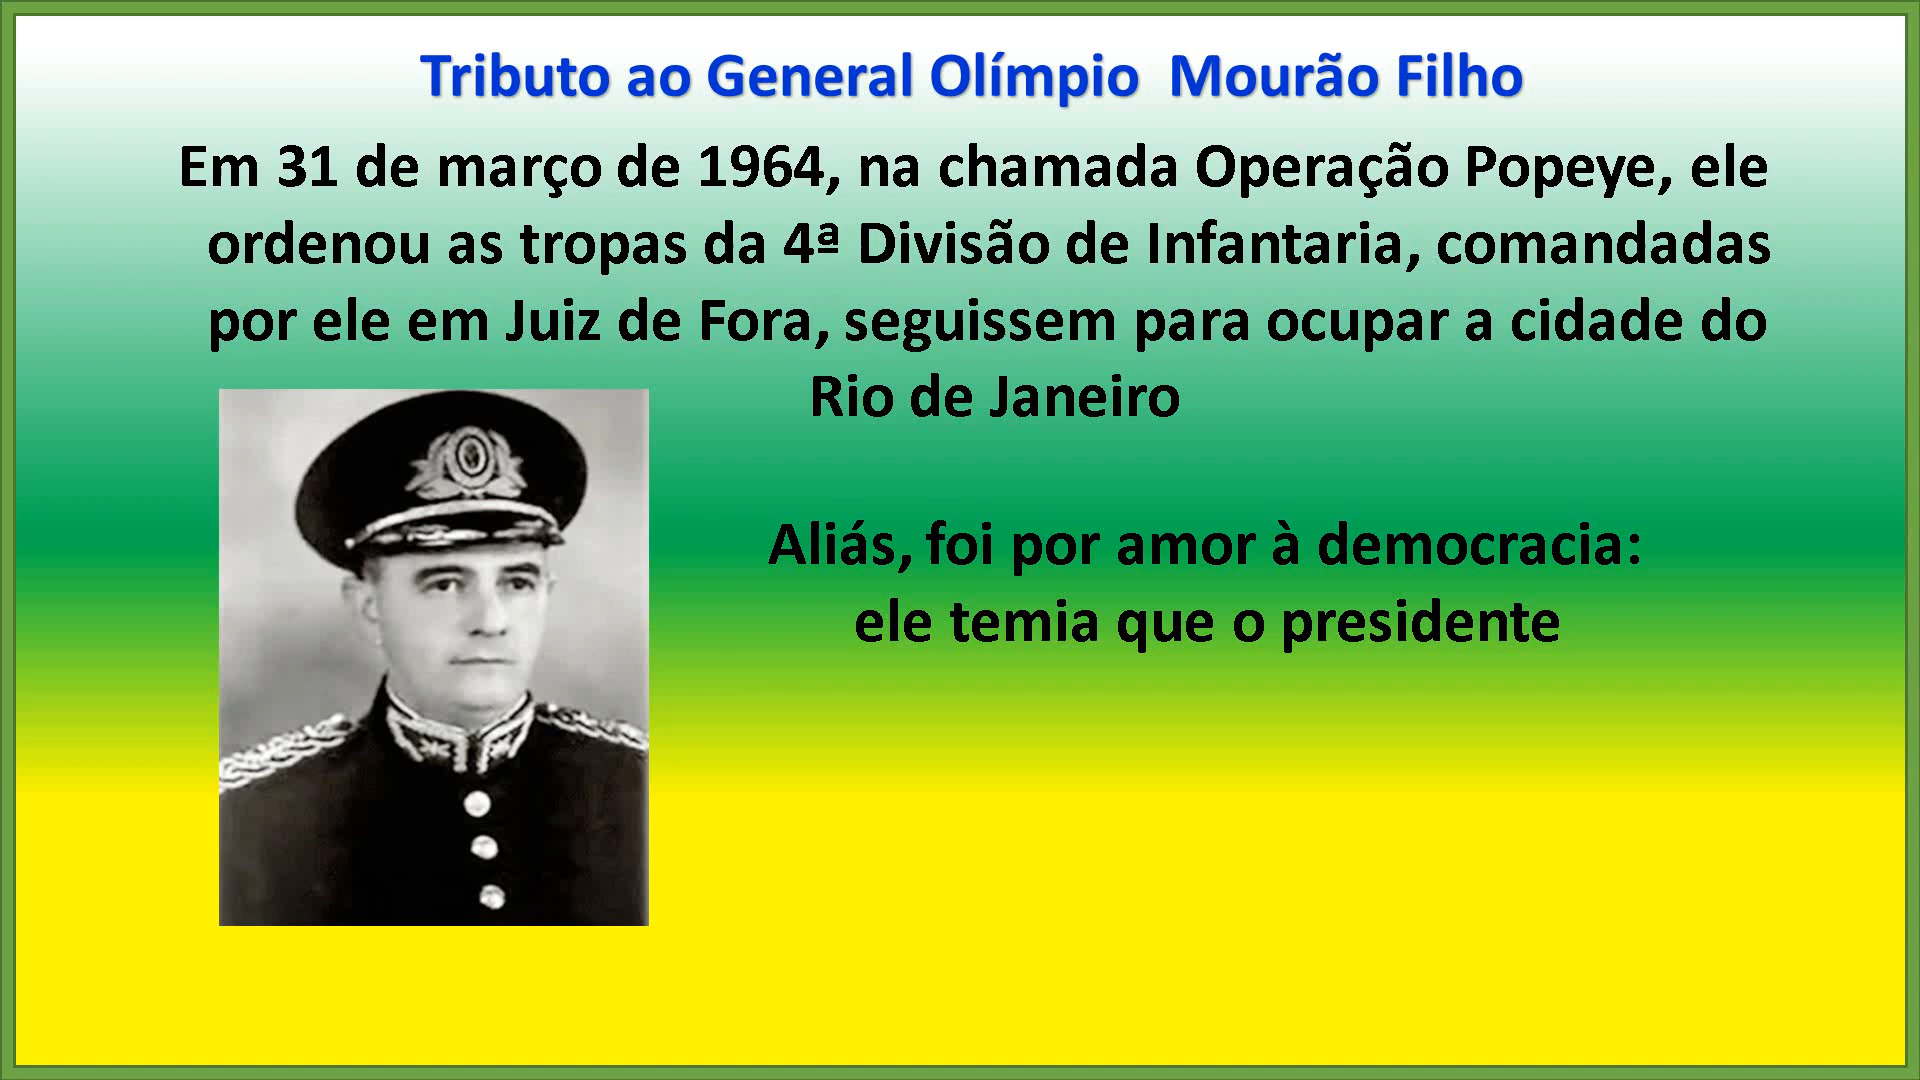 Tributo ao General Olímpio Mourão Filho
Em 31 de março de 1964, na chamada Operação Popeye, ele
ordenou as tropas da 4ª Divisão de Infantaria, comandadas
por ele em Juiz de Fora, seguissem para ocupar a cidade do
Rio de Janeiro
Aliás, foi por amor à democracia:
ele temia que o presidente